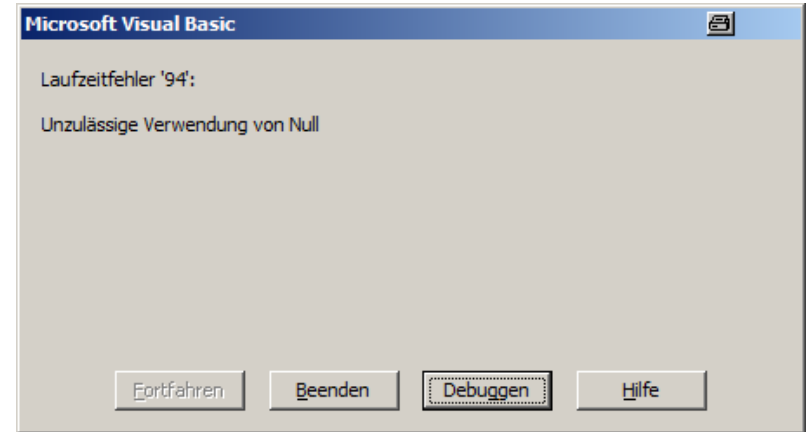 Microsoft Visual Basic
Laufzeitfehler '94':
Unzulässige Verwendung von Null
Fortfahren Beenden Debuggen Hilfe